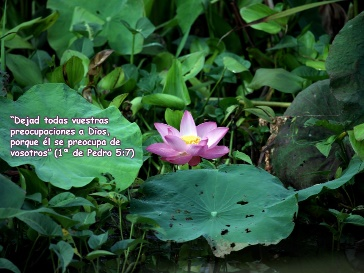 “Dejad todas vuestras
preocupaciones a Dios,
porque él se preocupa de
vosotros” (1ª de Pedro 5:7)